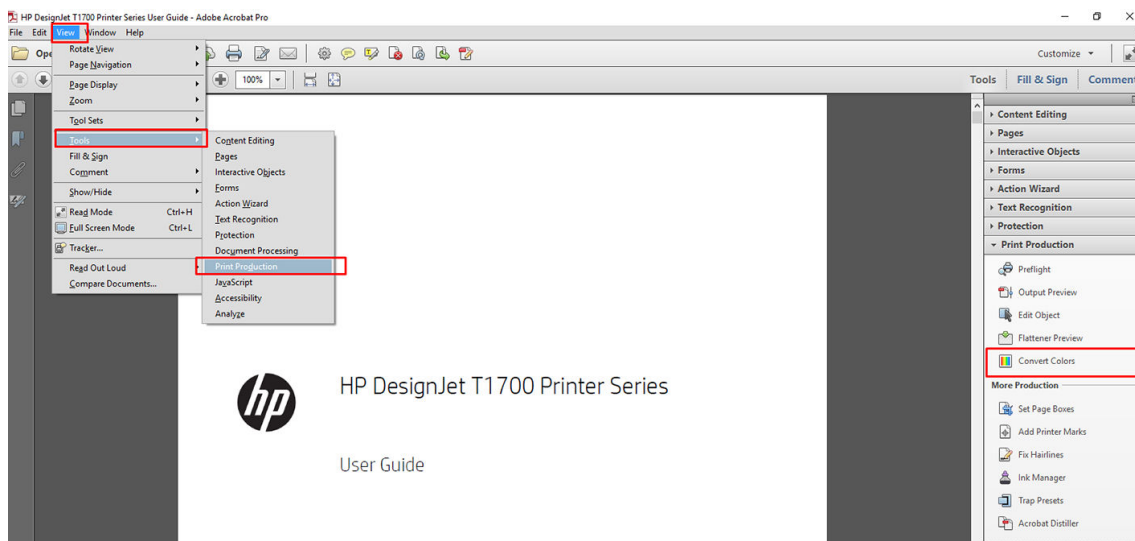 HP DesignJet T1700 Printer Series User Guide - Adobe Acrobat Pro
File Edit View Window Help
Customize
100%
Tools Fill & Sign Comment
Rotate View
Page Navigation
Page Display
Zoom
Tool Sets
Tools
Fill & Sign
Comment
Show/Hide
Read Mode Ctrl+H
Full Screen Mode Ctrl+L
Tracker...
Read Out Loud
Compare Documents...
Content Editing
Pages
Interactive Objects
Forms
Action Wizard
Text Recognition
Protection
Document Processing
Print Production
JavaScript
Accessibility
Analyze
hp
HP DesignJet T1700 Printer Series
User Guide
Content Editing
Pages
Interactive Objects
Forms
Action Wizard
Text Recognition
Protection
Print Production
Preflight
Output Preview
Edit Object
Flattener Preview
Convert Colors
More Production
Set Page Boxes
Add Printer Marks
Fix Hairlines
Ink Manager
Trap Presets
Acrobat Distiller